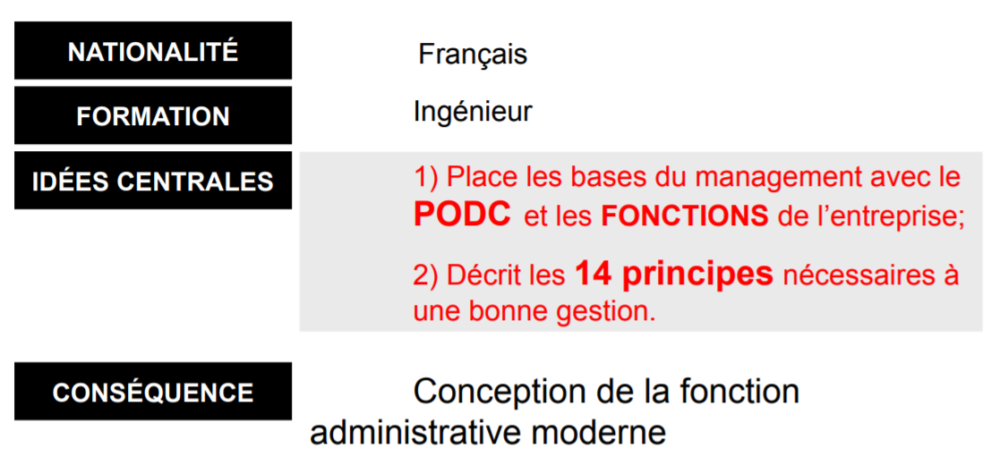 NATIONALITÉ
Français
FORMATION
Ingénieur
IDÉES CENTRALES
1) Place les bases du management avec le
PODC et les FONCTIONS de l’entreprise;
2) Décrit les 14 principes nécessaires à
une bonne gestion.
CONSÉQUENCE
Conception de la fonction
administrative moderne